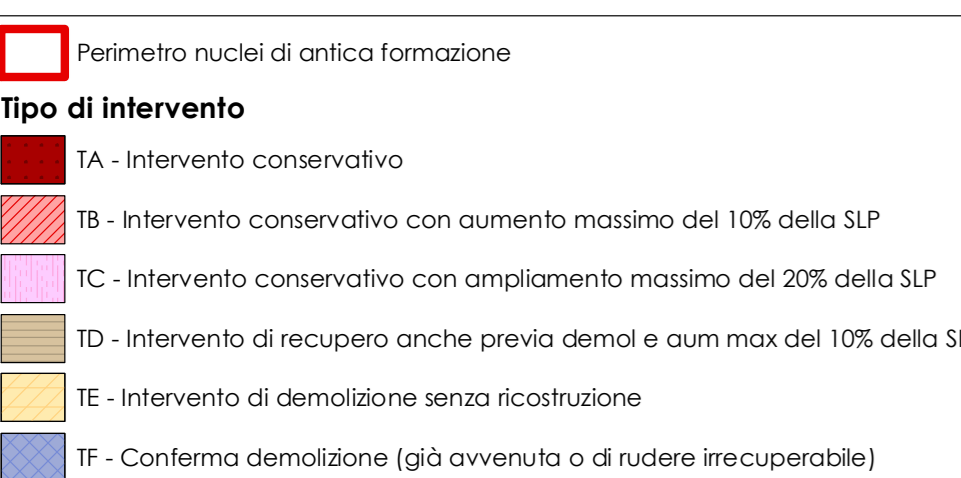 Perimetro nuclei di antica formazione
Tipo di intervento
TA - Intervento conservativo
TB - Intervento conservativo con aumento massimo del 10% della SLP
TC - Intervento conservativo con ampliamento massimo del 20% della SLP
TD - Intervento di recupero anche previa demol e aum max del 10% della
TE - Intervento di demolizione senza ricostruzione
TF - Conferma demolizione (già avvenuta o di rudere irrecuperabile)